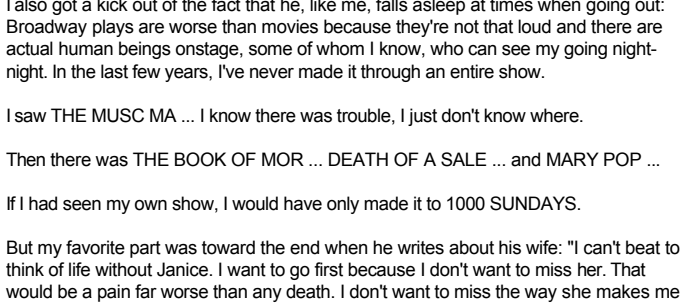 I also got a kick out of the fact that he, like me, falls asleep at times when going out:
Broadway plays are worse than movies because they're not that loud and there are
actual human beings onstage, some of whom I know, who can see my going night-
night. In the last few years, I've never made it through an entire show.
I saw THE MUSC MA ... I know there was trouble, I just don't know where.
Then there was THE BOOK OF MOR ... DEATH OF A SALE ... and MARY POP ...
If I had seen my own show, I would have only made it to 1000 SUNDAYS.
But my favorite part was toward the end when he writes about his wife: "I can't beat to
think of life without Janice. I want to go first because I don't want to miss her. That
would be a pain far worse than any death. I don't want to miss the way she makes me